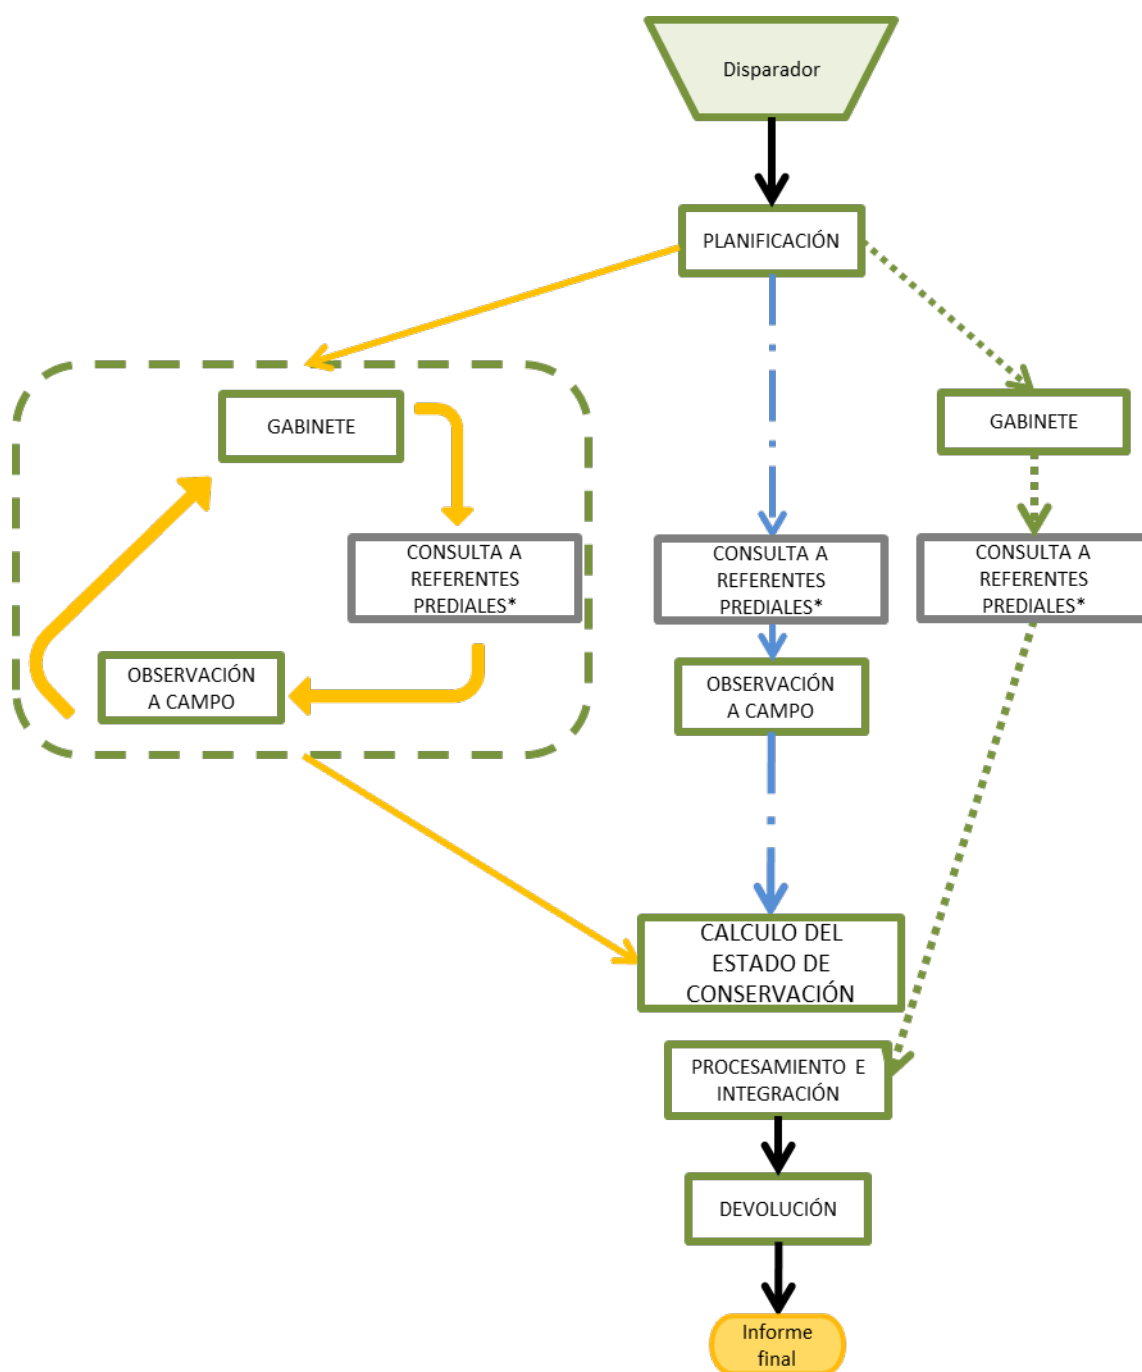 Disparador
PLANIFICACIÓN
GABINETE
GABINETE
CONSULTA A
REFERENTES
PREDIALES*
CONSULTA A
REFERENTES
PREDIALES*
CONSULTA A
REFERENTES
PREDIALES*
OBSERVACIÓN
A CAMPO
OBSERVACIÓN
A CAMPO
CALCULO DEL
ESTADO DE
CONSERVACIÓN
PROCESAMIENTO E
INTEGRACIÓN
DEVOLUCIÓN
Informe
final